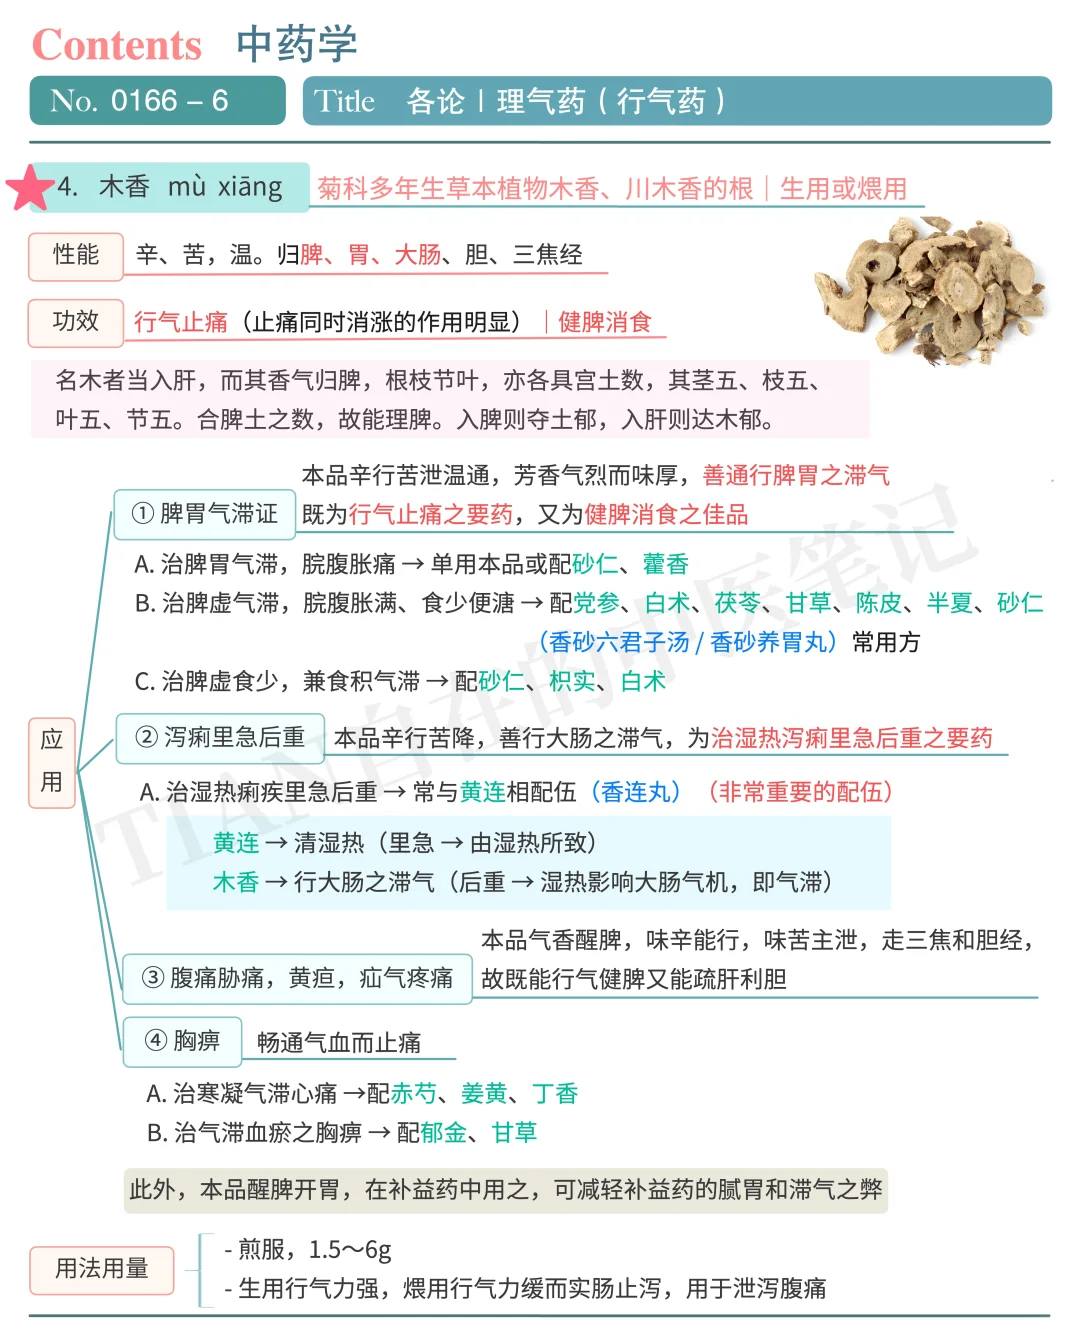 Contents 中药学
No. 0166 – 6
Title 各论｜理气药（行气药）
4. 木香 mù xiāng 菊科多年生草本植物木香、川木香的根｜生用或煨用
性能 辛、苦，温。归脾、胃、大肠、胆、三焦经
功效 行气止痛（止痛同时消涨的作用明显）｜健脾消食
名木者当入肝，而其香气归脾，根枝节叶，亦各具宫土数，其茎五、枝五、
叶五、节五。合脾土之数，故能理脾。入脾则夺土郁，入肝则达木郁。
应用
① 脾胃气滞证
本品辛行苦泄温通，芳香气烈而味厚，善通行脾胃之滞气
既为行气止痛之要药，又为健脾消食之佳品
A. 治脾胃气滞，脘腹胀痛 → 单用本品或配砂仁、藿香
B. 治脾虚气滞，脘腹胀满、食少便溏 → 配党参、白术、茯苓、甘草、陈皮、半夏、砂仁
（香砂六君子汤 / 香砂养胃丸）常用方
C. 治脾虚食少，兼食积气滞 → 配砂仁、枳实、白术
② 泻痢里急后重 本品辛行苦降，善行大肠之滞气，为治湿热泻痢里急后重之要药
A. 治湿热痢疾里急后重 → 常与黄连相配伍（香连丸）（非常重要的配伍）
黄连 → 清湿热（里急 → 由湿热所致）
木香 → 行大肠之滞气（后重 → 湿热影响大肠气机，即气滞）
③ 腹痛胁痛，黄疸，疝气疼痛
本品气香醒脾，味辛能行，味苦主泄，走三焦和胆经，
故既能行气健脾又能疏肝利胆
④ 胸痹 畅通气血而止痛
A. 治寒凝气滞心痛 →配赤芍、姜黄、丁香
B. 治气滞血瘀之胸痹 → 配郁金、甘草
此外，本品醒脾开胃，在补益药中用之，可减轻补益药的腻胃和滞气之弊
用法用量
- 煎服，1.5～6g
- 生用行气力强，煨用行气力缓而实肠止泻，用于泄泻腹痛
TIAN自在的中医笔记